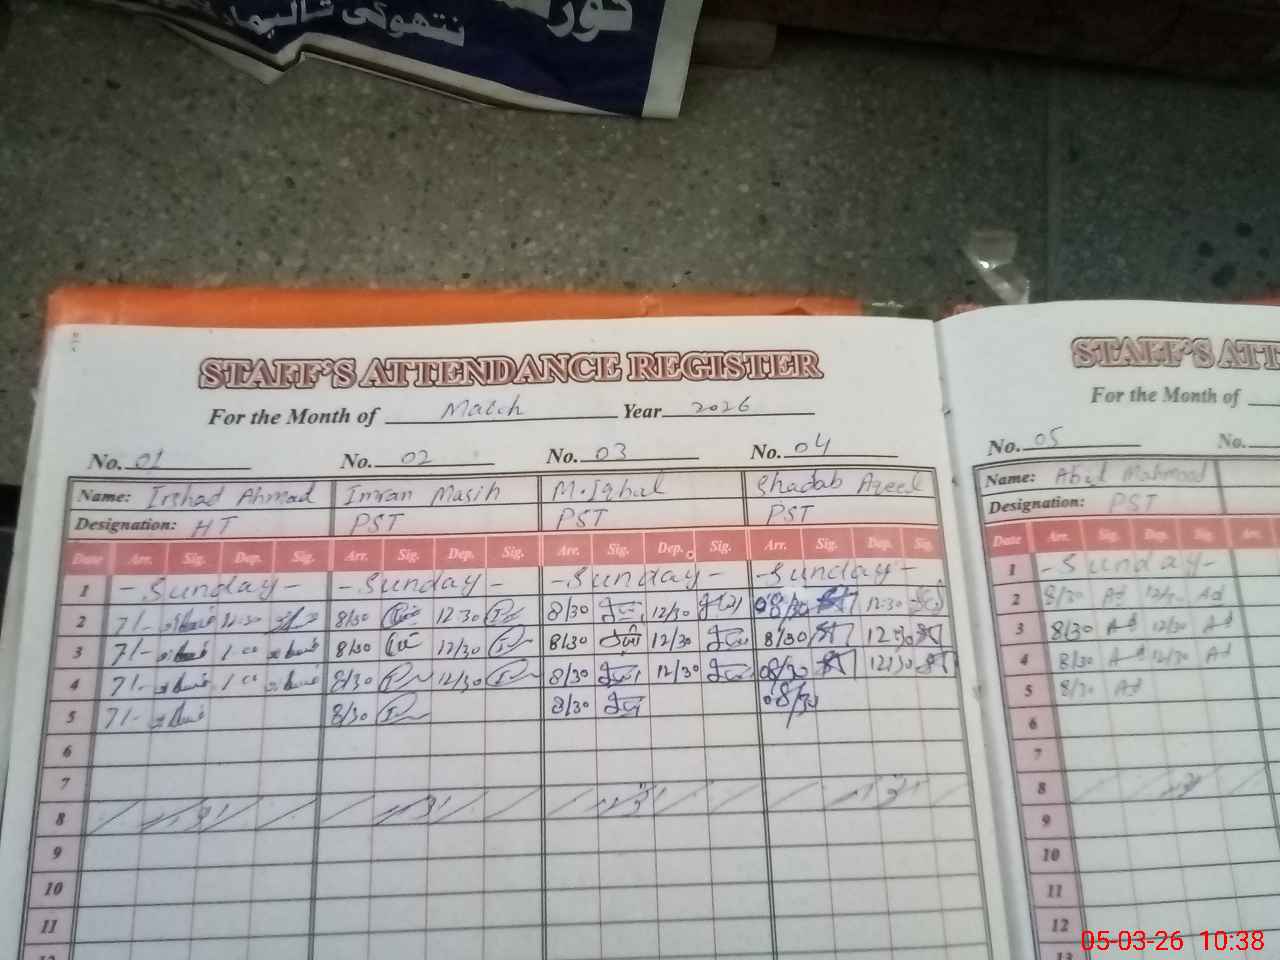 نتھوکی شالیمار
STAFF'S ATTENDANCE REGISTER
For the Month of March Year 2026
No. 01 No. 02 No. 03 No. 04
Name: Irshad Ahmad Imran Masih M. Iqbal Shadab Aqeel
Designation: HT PST PST PST
Date Arr. Sig. Dep. Sig. Arr. Sig. Dep. Sig. Arr. Sig. Dep. Sig. Arr. Sig. Dep. Sig.
1 -Sunday- -Sunday- -Sunday- -Sunday-
2 7/- 12:30 8/30 12:30 8/30 12/30 08/30 12:30
3 7/- 1:00 8/30 12/30 8/30 12/30 8/30 12:30
4 7/- 1:00 8/30 12/30 8/30 12/30 08/30 12/30
5 7/- 8/30 8/30 08/30
6
7
8
9
10
11
STAFF'S ATT
For the Month of
No. 05 No.
Name: Abid Mahmood
Designation: PST
Date Arr. Sig. Dep. Sig. Arr.
1 -Sunday-
2 8/30 Ad 12/30 Ad
3 8/30 Ad 12/30 Ad
4 8/30 Ad 12/30 Ad
5 8/30 Ad
6
7
8
9
10
11
12
13
05-03-26 10:38